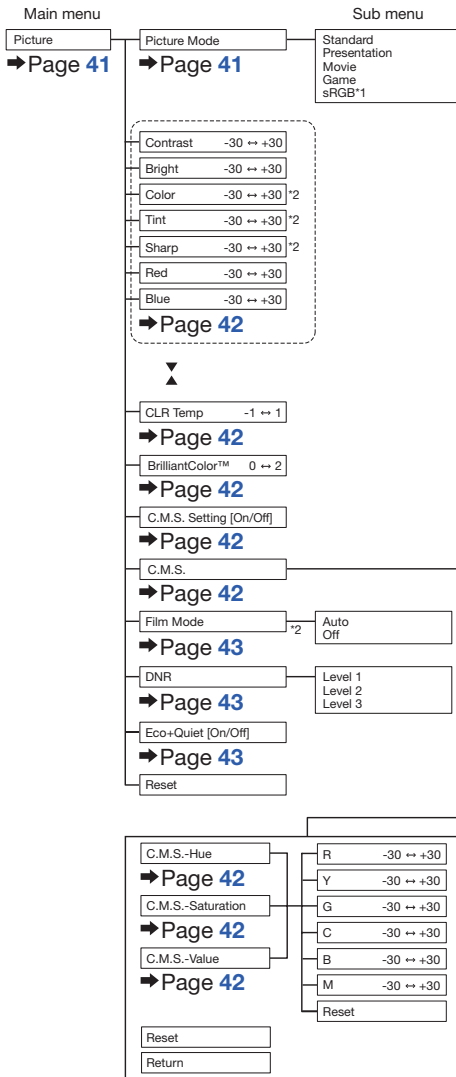 Main menu
Sub menu
Picture
➡Page 41
Picture Mode
➡Page 41
Standard
Presentation
Movie
Game
sRGB*1
Contrast -30 ↔ +30
Bright -30 ↔ +30
Color -30 ↔ +30 *2
Tint -30 ↔ +30 *2
Sharp -30 ↔ +30 *2
Red -30 ↔ +30
Blue -30 ↔ +30
➡Page 42
CLR Temp -1 ↔ 1
➡Page 42
BrilliantColor™ 0 ↔ 2
➡Page 42
C.M.S. Setting [On/Off]
➡Page 42
C.M.S.
➡Page 42
Film Mode *2
➡Page 43
Auto
Off
DNR
➡Page 43
Level 1
Level 2
Level 3
Eco+Quiet [On/Off]
➡Page 43
Reset
C.M.S.-Hue
➡Page 42
C.M.S.-Saturation
➡Page 42
C.M.S.-Value
➡Page 42
Reset
Return
R -30 ↔ +30
Y -30 ↔ +30
G -30 ↔ +30
C -30 ↔ +30
B -30 ↔ +30
M -30 ↔ +30
Reset